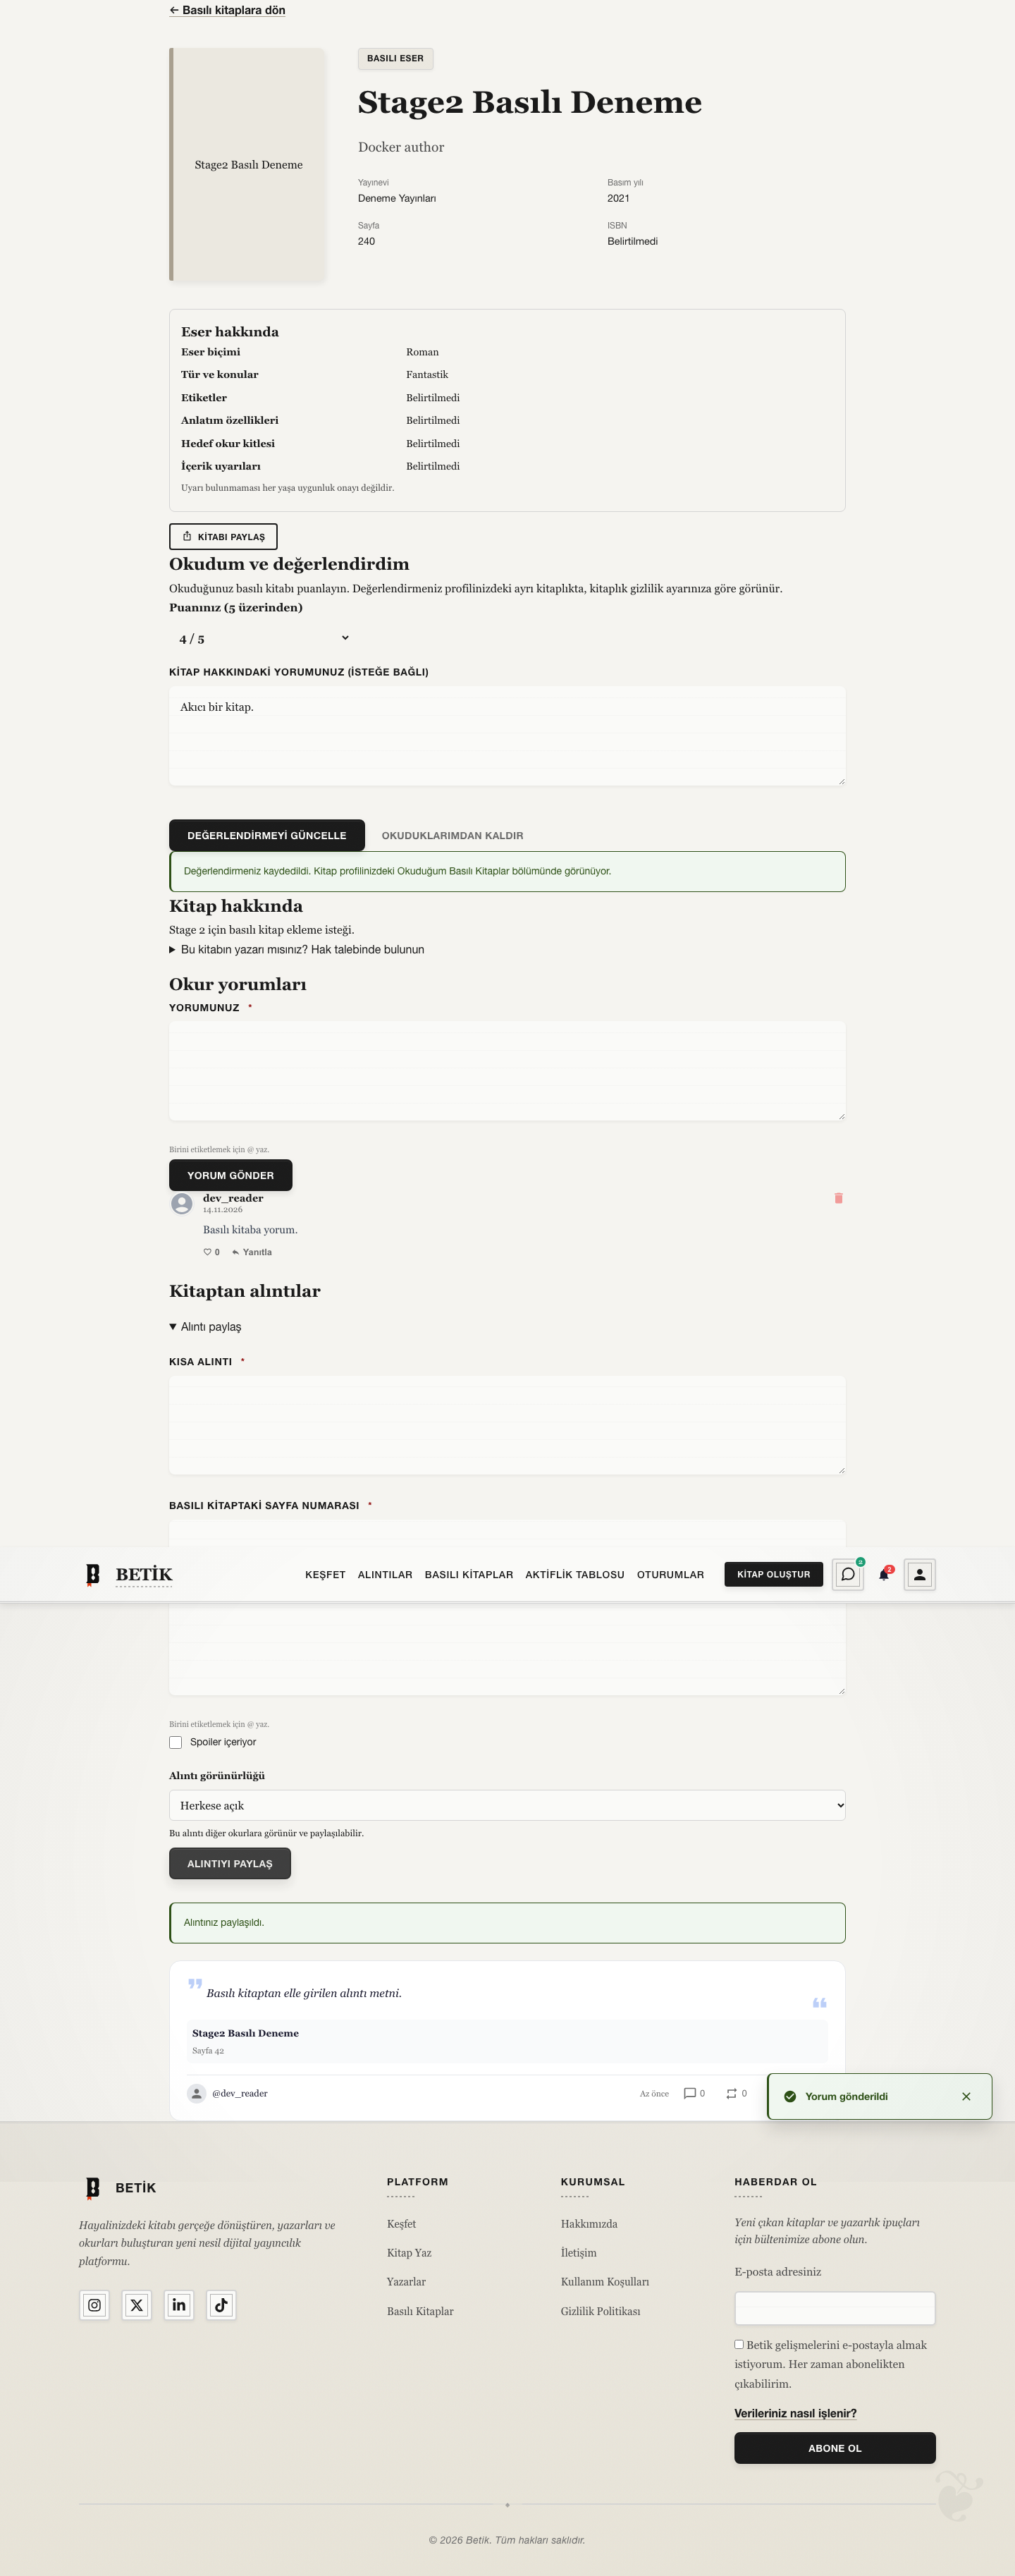 ← Basılı kitaplara dön
Stage2 Basılı Deneme
BASILI ESER
Stage2 Basılı Deneme
Docker author
Yayınevi
Deneme Yayınları
Basım yılı
2021
Sayfa
240
ISBN
Belirtilmedi
Eser hakkında
Eser biçimi Roman
Tür ve konular Fantastik
Etiketler Belirtilmedi
Anlatım özellikleri Belirtilmedi
Hedef okur kitlesi Belirtilmedi
İçerik uyarıları Belirtilmedi
Uyarı bulunmaması her yaşa uygunluk onayı değildir.
KİTABI PAYLAŞ
Okudum ve değerlendirdim
Okuduğunuz basılı kitabı puanlayın. Değerlendirmeniz profilinizdeki ayrı kitaplıkta, kitaplık gizlilik ayarınıza göre görünür.
Puanınız (5 üzerinden)
4 / 5
KİTAP HAKKINDAKİ YORUMUNUZ (İSTEĞE BAĞLI)
Akıcı bir kitap.
DEĞERLENDİRMEYİ GÜNCELLE
OKUDUKLARIMDAN KALDIR
Değerlendirmeniz kaydedildi. Kitap profilinizdeki Okuduğum Basılı Kitaplar bölümünde görünüyor.
Kitap hakkında
Stage 2 için basılı kitap ekleme isteği.
Bu kitabın yazarı mısınız? Hak talebinde bulunun
Okur yorumları
YORUMUNUZ *
Birini etiketlemek için @ yaz.
YORUM GÖNDER
dev_reader
14.11.2026
Basılı kitaba yorum.
0 Yanıtla
Kitaptan alıntılar
Alıntı paylaş
KISA ALINTI *
BASILI KİTAPTAKİ SAYFA NUMARASI *
BETİK
KEŞFET ALINTILAR BASILI KİTAPLAR AKTİFLİK TABLOSU OTURUMLAR
KİTAP OLUŞTUR
2
2
Birini etiketlemek için @ yaz.
Spoiler içeriyor
Alıntı görünürlüğü
Herkese açık
Bu alıntı diğer okurlara görünür ve paylaşılabilir.
ALINTIYI PAYLAŞ
Alıntınız paylaşıldı.
Basılı kitaptan elle girilen alıntı metni.
Stage2 Basılı Deneme
Sayfa 42
@dev_reader
Az önce 0 0
Yorum gönderildi
BETİK
Hayalinizdeki kitabı gerçeğe dönüştüren, yazarları ve
okurları buluşturan yeni nesil dijital yayıncılık
platformu.
PLATFORM
Keşfet
Kitap Yaz
Yazarlar
Basılı Kitaplar
KURUMSAL
Hakkımızda
İletişim
Kullanım Koşulları
Gizlilik Politikası
HABERDAR OL
Yeni çıkan kitaplar ve yazarlık ipuçları
için bültenimize abone olun.
E-posta adresiniz
Betik gelişmelerini e-postayla almak
istiyorum. Her zaman abonelikten
çıkabilirim.
Verileriniz nasıl işlenir?
ABONE OL
© 2026 Betik. Tüm hakları saklıdır.